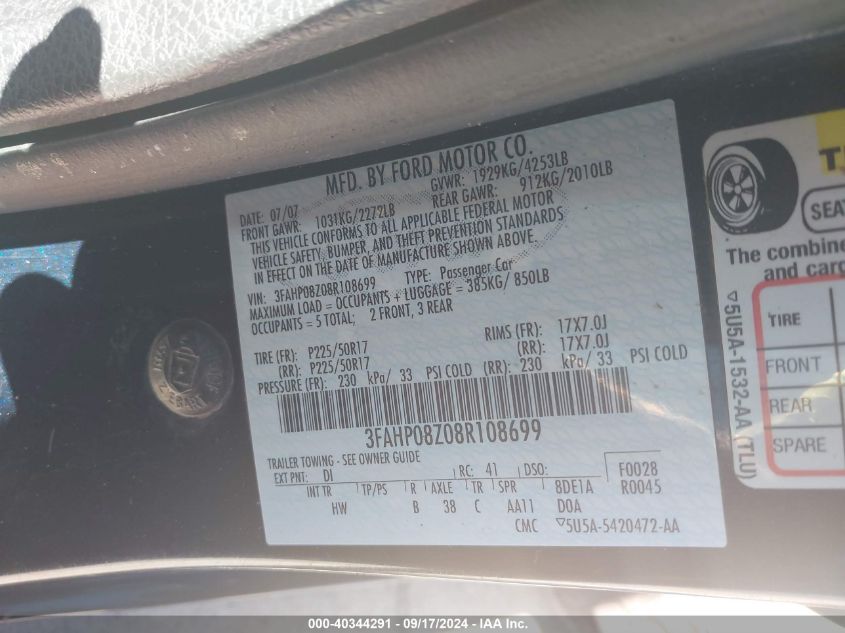 MFD. BY FORD MOTOR CO.
DATE: 07/07 GVWR: 1929KG/4253LB
FRONT GAWR: 1031KG/2272LB REAR GAWR: 912KG/2010LB
THIS VEHICLE CONFORMS TO ALL APPLICABLE FEDERAL MOTOR
VEHICLE SAFETY, BUMPER, AND THEFT PREVENTION STANDARDS
IN EFFECT ON THE DATE OF MANUFACTURE SHOWN ABOVE.
VIN: 3FAHP08Z08R108699 TYPE: Passenger Car
MAXIMUM LOAD = OCCUPANTS + LUGGAGE = 385KG/ 850LB
OCCUPANTS = 5 TOTAL; 2 FRONT, 3 REAR
TIRE (FR): P225/50R17 RIMS (FR): 17X7.0J
(RR): P225/50R17 (RR): 17X7.0J
PRESSURE (FR): 230 kPa/ 33 PSI COLD (RR): 230 kPa/ 33 PSI COLD
3FAHP08Z08R108699
TRAILER TOWING - SEE OWNER GUIDE
EXT PNT: DI RC: 41 DSO: F0028
INT TR TP/PS R AXLE TR SPR 8DE1A R0045
HW B 38 C AA11 DOA
CMC ▽5U5A-5420472-AA
SEAT
The combine
and carg
TIRE
FRONT
REAR
SPARE
▽5U5A-1532-AA (TLU)
000-40344291 - 09/17/2024 - IAA Inc.